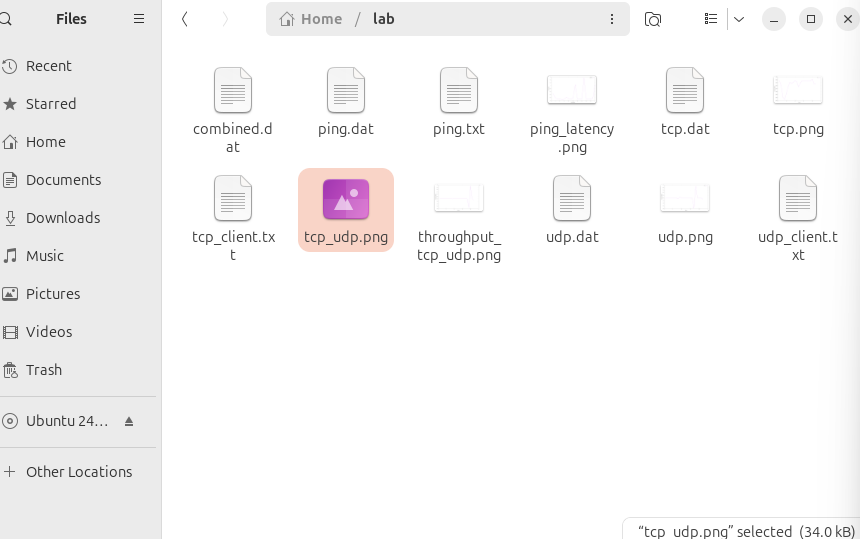 Files
Home / lab
Recent
Starred
Home
Documents
Downloads
Music
Pictures
Videos
Trash
Ubuntu 24…
Other Locations
combined.d
at
ping.dat
ping.txt
ping_latency
.png
tcp.dat
tcp.png
tcp_client.tx
t
tcp_udp.png
throughput_
tcp_udp.png
udp.dat
udp.png
udp_client.t
xt
“tcp_udp.png” selected (34.0 kB)